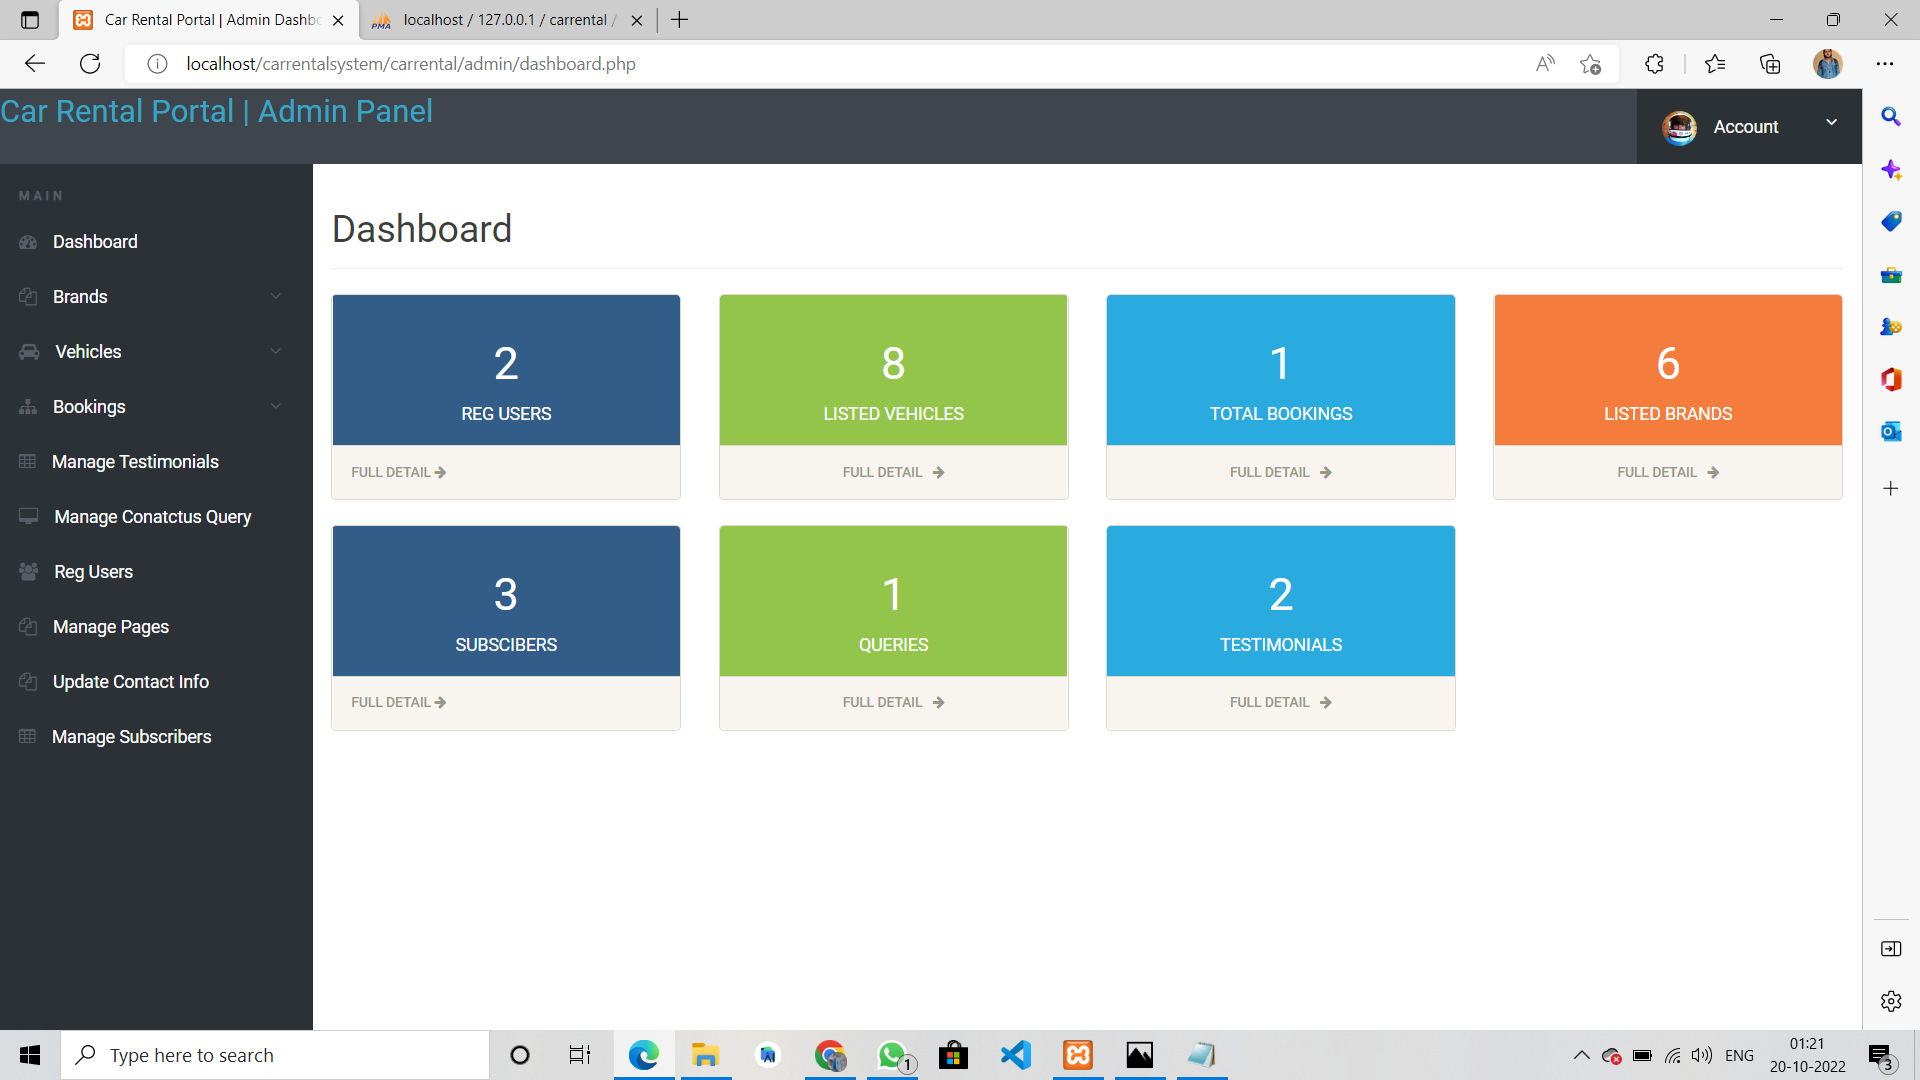 Car Rental Portal | Admin Dashbo
localhost / 127.0.0.1 / carrental /
localhost/carrentalsystem/carrental/admin/dashboard.php
Car Rental Portal | Admin Panel
Account
MAIN
Dashboard
Brands
Vehicles
Bookings
Manage Testimonials
Manage Conatctus Query
Reg Users
Manage Pages
Update Contact Info
Manage Subscribers
Dashboard
2
REG USERS
FULL DETAIL
8
LISTED VEHICLES
FULL DETAIL
1
TOTAL BOOKINGS
FULL DETAIL
6
LISTED BRANDS
FULL DETAIL
3
SUBSCIBERS
FULL DETAIL
1
QUERIES
FULL DETAIL
2
TESTIMONIALS
FULL DETAIL
Type here to search
1
ENG
01:21
20-10-2022
3